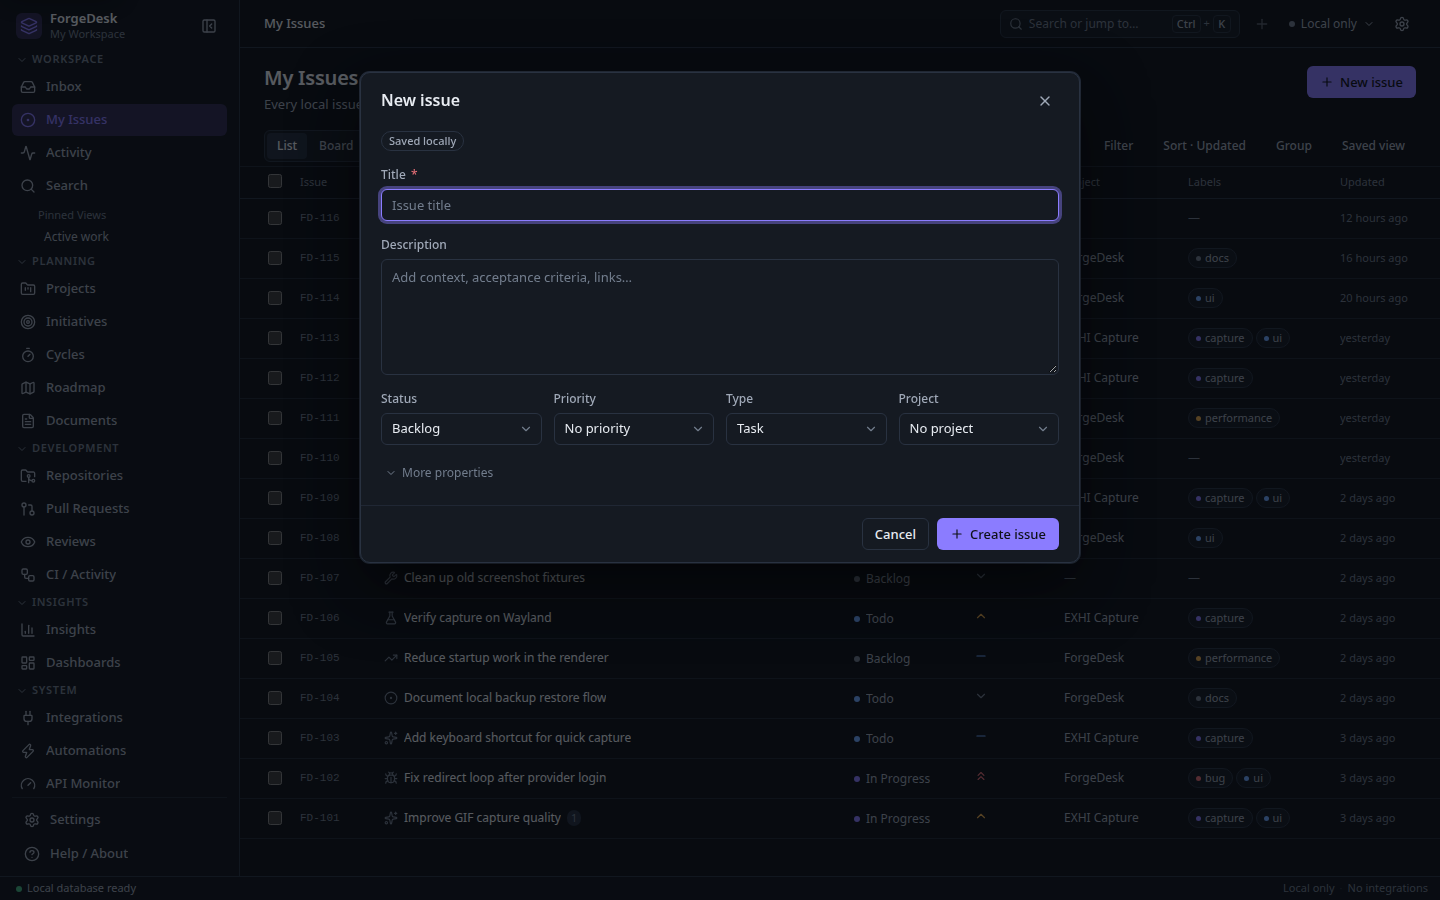 ForgeDesk
My Workspace
WORKSPACE
Inbox
My Issues
Activity
Search
Pinned Views
Active work
PLANNING
Projects
Initiatives
Cycles
Roadmap
Documents
DEVELOPMENT
Repositories
Pull Requests
Reviews
CI / Activity
INSIGHTS
Insights
Dashboards
SYSTEM
Integrations
Automations
API Monitor
Settings
Help / About
My Issues
Search or jump to... Ctrl + K
Local only
My Issues
Every local issue
New issue
List Board
Filter Sort · Updated Group Saved view
New issue
Saved locally
Title *
Issue title
Description
Add context, acceptance criteria, links...
Status Priority Type Project
Backlog No priority Task No project
More properties
Cancel Create issue
Issue Labels Updated
FD-116 — 12 hours ago
FD-115 docs 16 hours ago
FD-114 ui 20 hours ago
FD-113 Capture capture ui yesterday
FD-112 Capture capture yesterday
FD-111 performance yesterday
FD-110 — yesterday
FD-109 Capture capture ui 2 days ago
FD-108 ui 2 days ago
FD-107 Clean up old screenshot fixtures Backlog — — 2 days ago
FD-106 Verify capture on Wayland Todo EXHI Capture capture 2 days ago
FD-105 Reduce startup work in the renderer Backlog ForgeDesk performance 2 days ago
FD-104 Document local backup restore flow Todo ForgeDesk docs 2 days ago
FD-103 Add keyboard shortcut for quick capture Todo EXHI Capture capture 3 days ago
FD-102 Fix redirect loop after provider login In Progress ForgeDesk bug ui 3 days ago
FD-101 Improve GIF capture quality 1 In Progress EXHI Capture capture ui 3 days ago
Local database ready
Local only No integrations